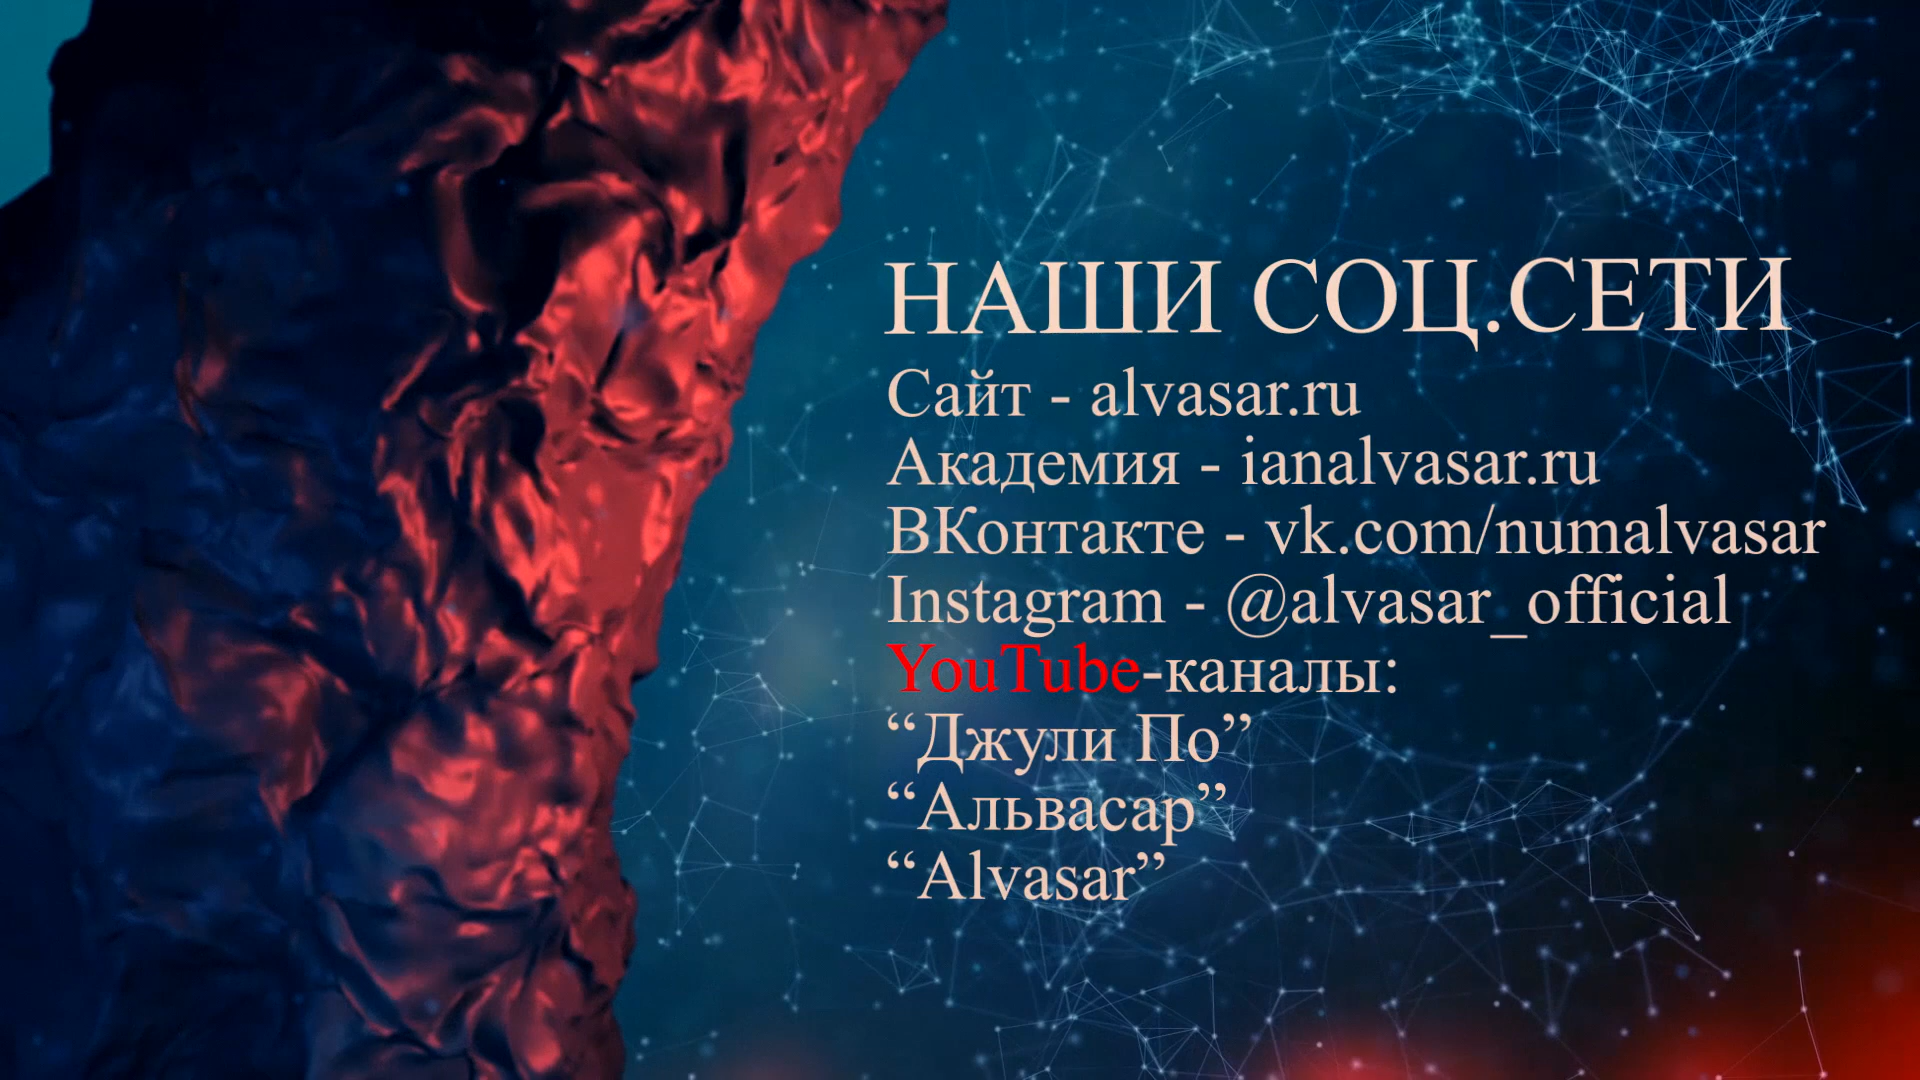 НАШИ СОЦ.СЕТИ
Сайт - alvasar.ru
Академия - ianalvasar.ru
ВКонтакте - vk.com/numalvasar
Instagram - @alvasar_official
YouTube-каналы:
“Джули По”
“Альвасар”
“Alvasar”